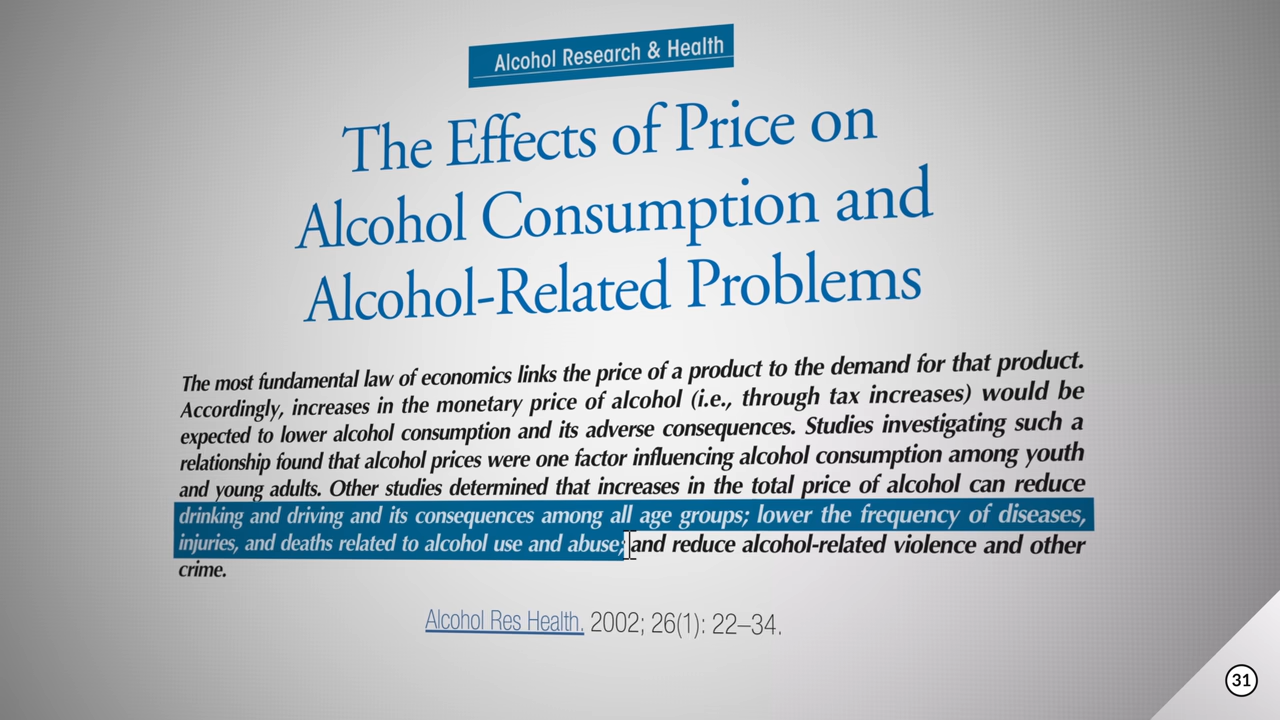 Alcohol Research & Health
The Effects of Price on
Alcohol Consumption and
Alcohol-Related Problems
The most fundamental law of economics links the price of a product to the demand for that product.
Accordingly, increases in the monetary price of alcohol (i.e., through tax increases) would be
expected to lower alcohol consumption and its adverse consequences. Studies investigating such a
relationship found that alcohol prices were one factor influencing alcohol consumption among youth
and young adults. Other studies determined that increases in the total price of alcohol can reduce
drinking and driving and its consequences among all age groups; lower the frequency of diseases,
injuries, and deaths related to alcohol use and abuse; and reduce alcohol-related violence and other
crime.
Alcohol Res Health. 2002; 26(1): 22–34.
31